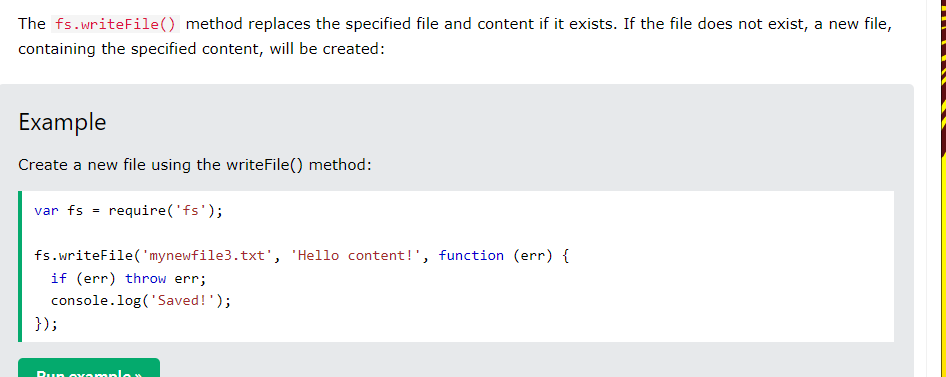 The fs.writeFile() method replaces the specified file and content if it exists. If the file does not exist, a new file,
containing the specified content, will be created:
Example
Create a new file using the writeFile() method:
var fs = require('fs');
fs.writeFile('mynewfile3.txt', 'Hello content!', function (err) {
  if (err) throw err;
  console.log('Saved!');
});
Run example »